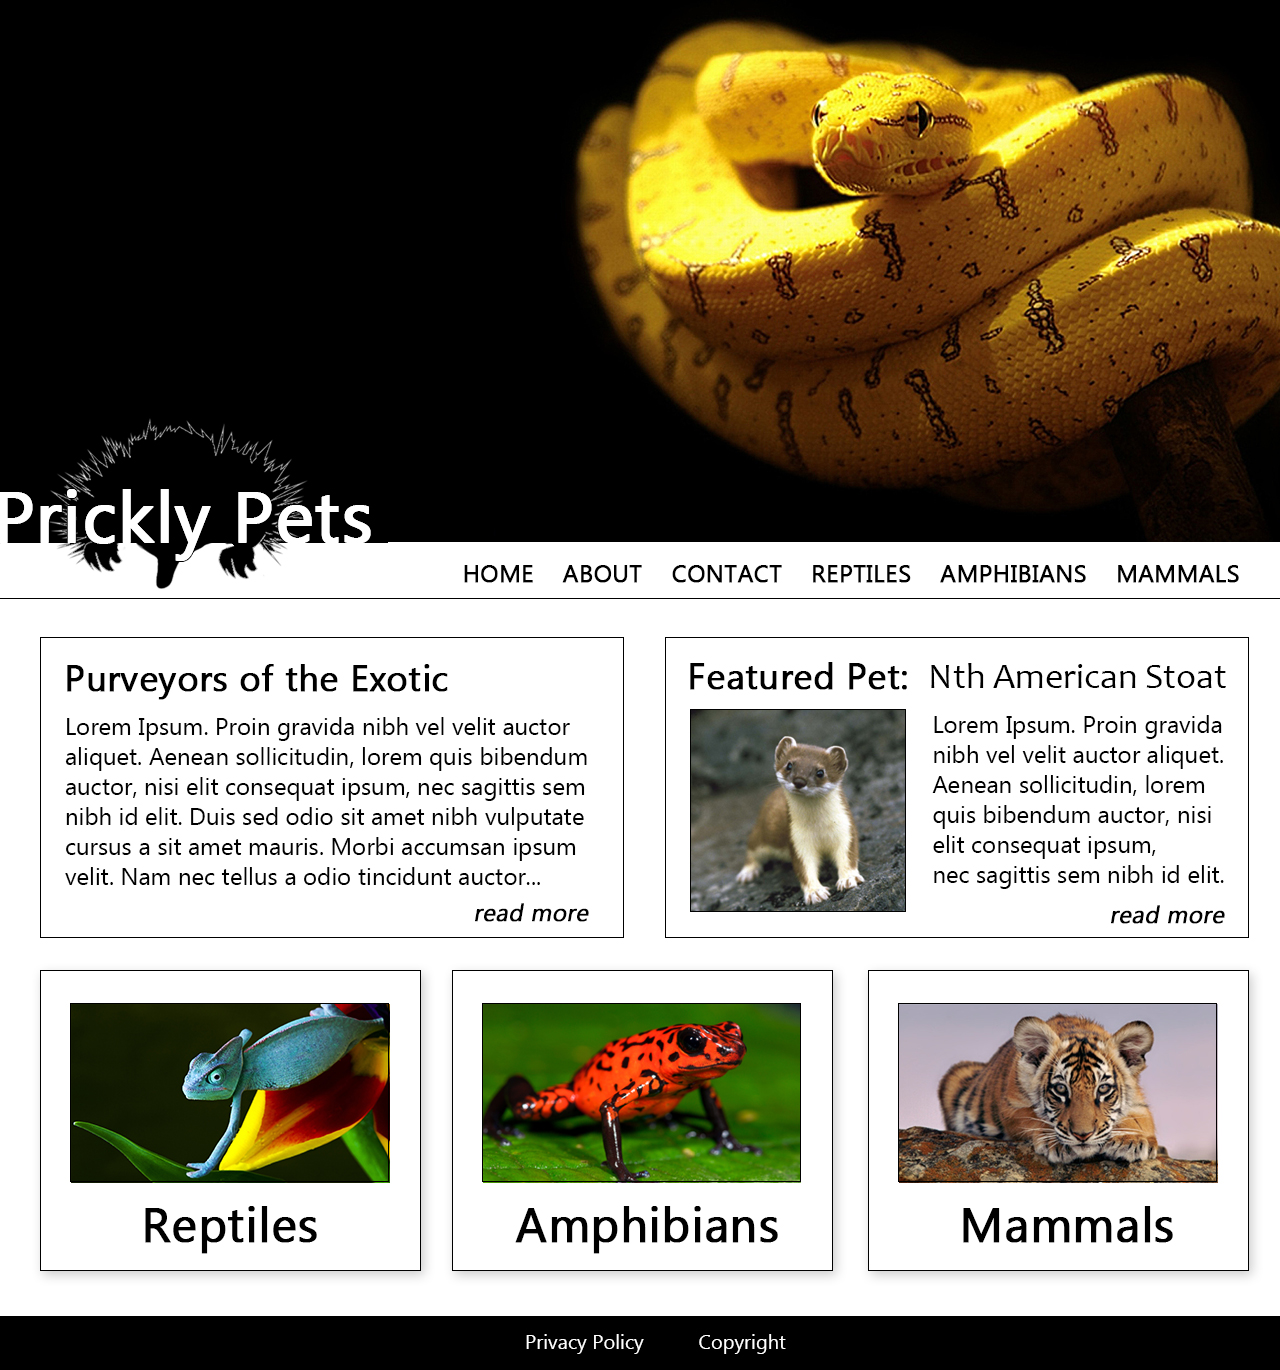 Prickly Pets
HOME ABOUT CONTACT REPTILES AMPHIBIANS MAMMALS
Purveyors of the Exotic
Lorem Ipsum. Proin gravida nibh vel velit auctor
aliquet. Aenean sollicitudin, lorem quis bibendum
auctor, nisi elit consequat ipsum, nec sagittis sem
nibh id elit. Duis sed odio sit amet nibh vulputate
cursus a sit amet mauris. Morbi accumsan ipsum
velit. Nam nec tellus a odio tincidunt auctor...
read more
Featured Pet: Nth American Stoat
Lorem Ipsum. Proin gravida
nibh vel velit auctor aliquet.
Aenean sollicitudin, lorem
quis bibendum auctor, nisi
elit consequat ipsum,
nec sagittis sem nibh id elit.
read more
Reptiles
Amphibians
Mammals
Privacy Policy Copyright